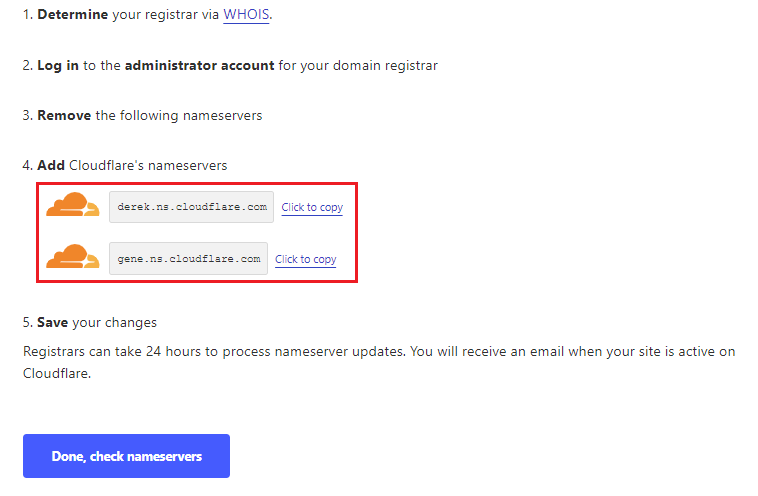 1. Determine your registrar via WHOIS.
2. Log in to the administrator account for your domain registrar
3. Remove the following nameservers
4. Add Cloudflare's nameservers
derek.ns.cloudflare.com Click to copy
gene.ns.cloudflare.com Click to copy
5. Save your changes
Registrars can take 24 hours to process nameserver updates. You will receive an email when your site is active on
Cloudflare.
Done, check nameservers